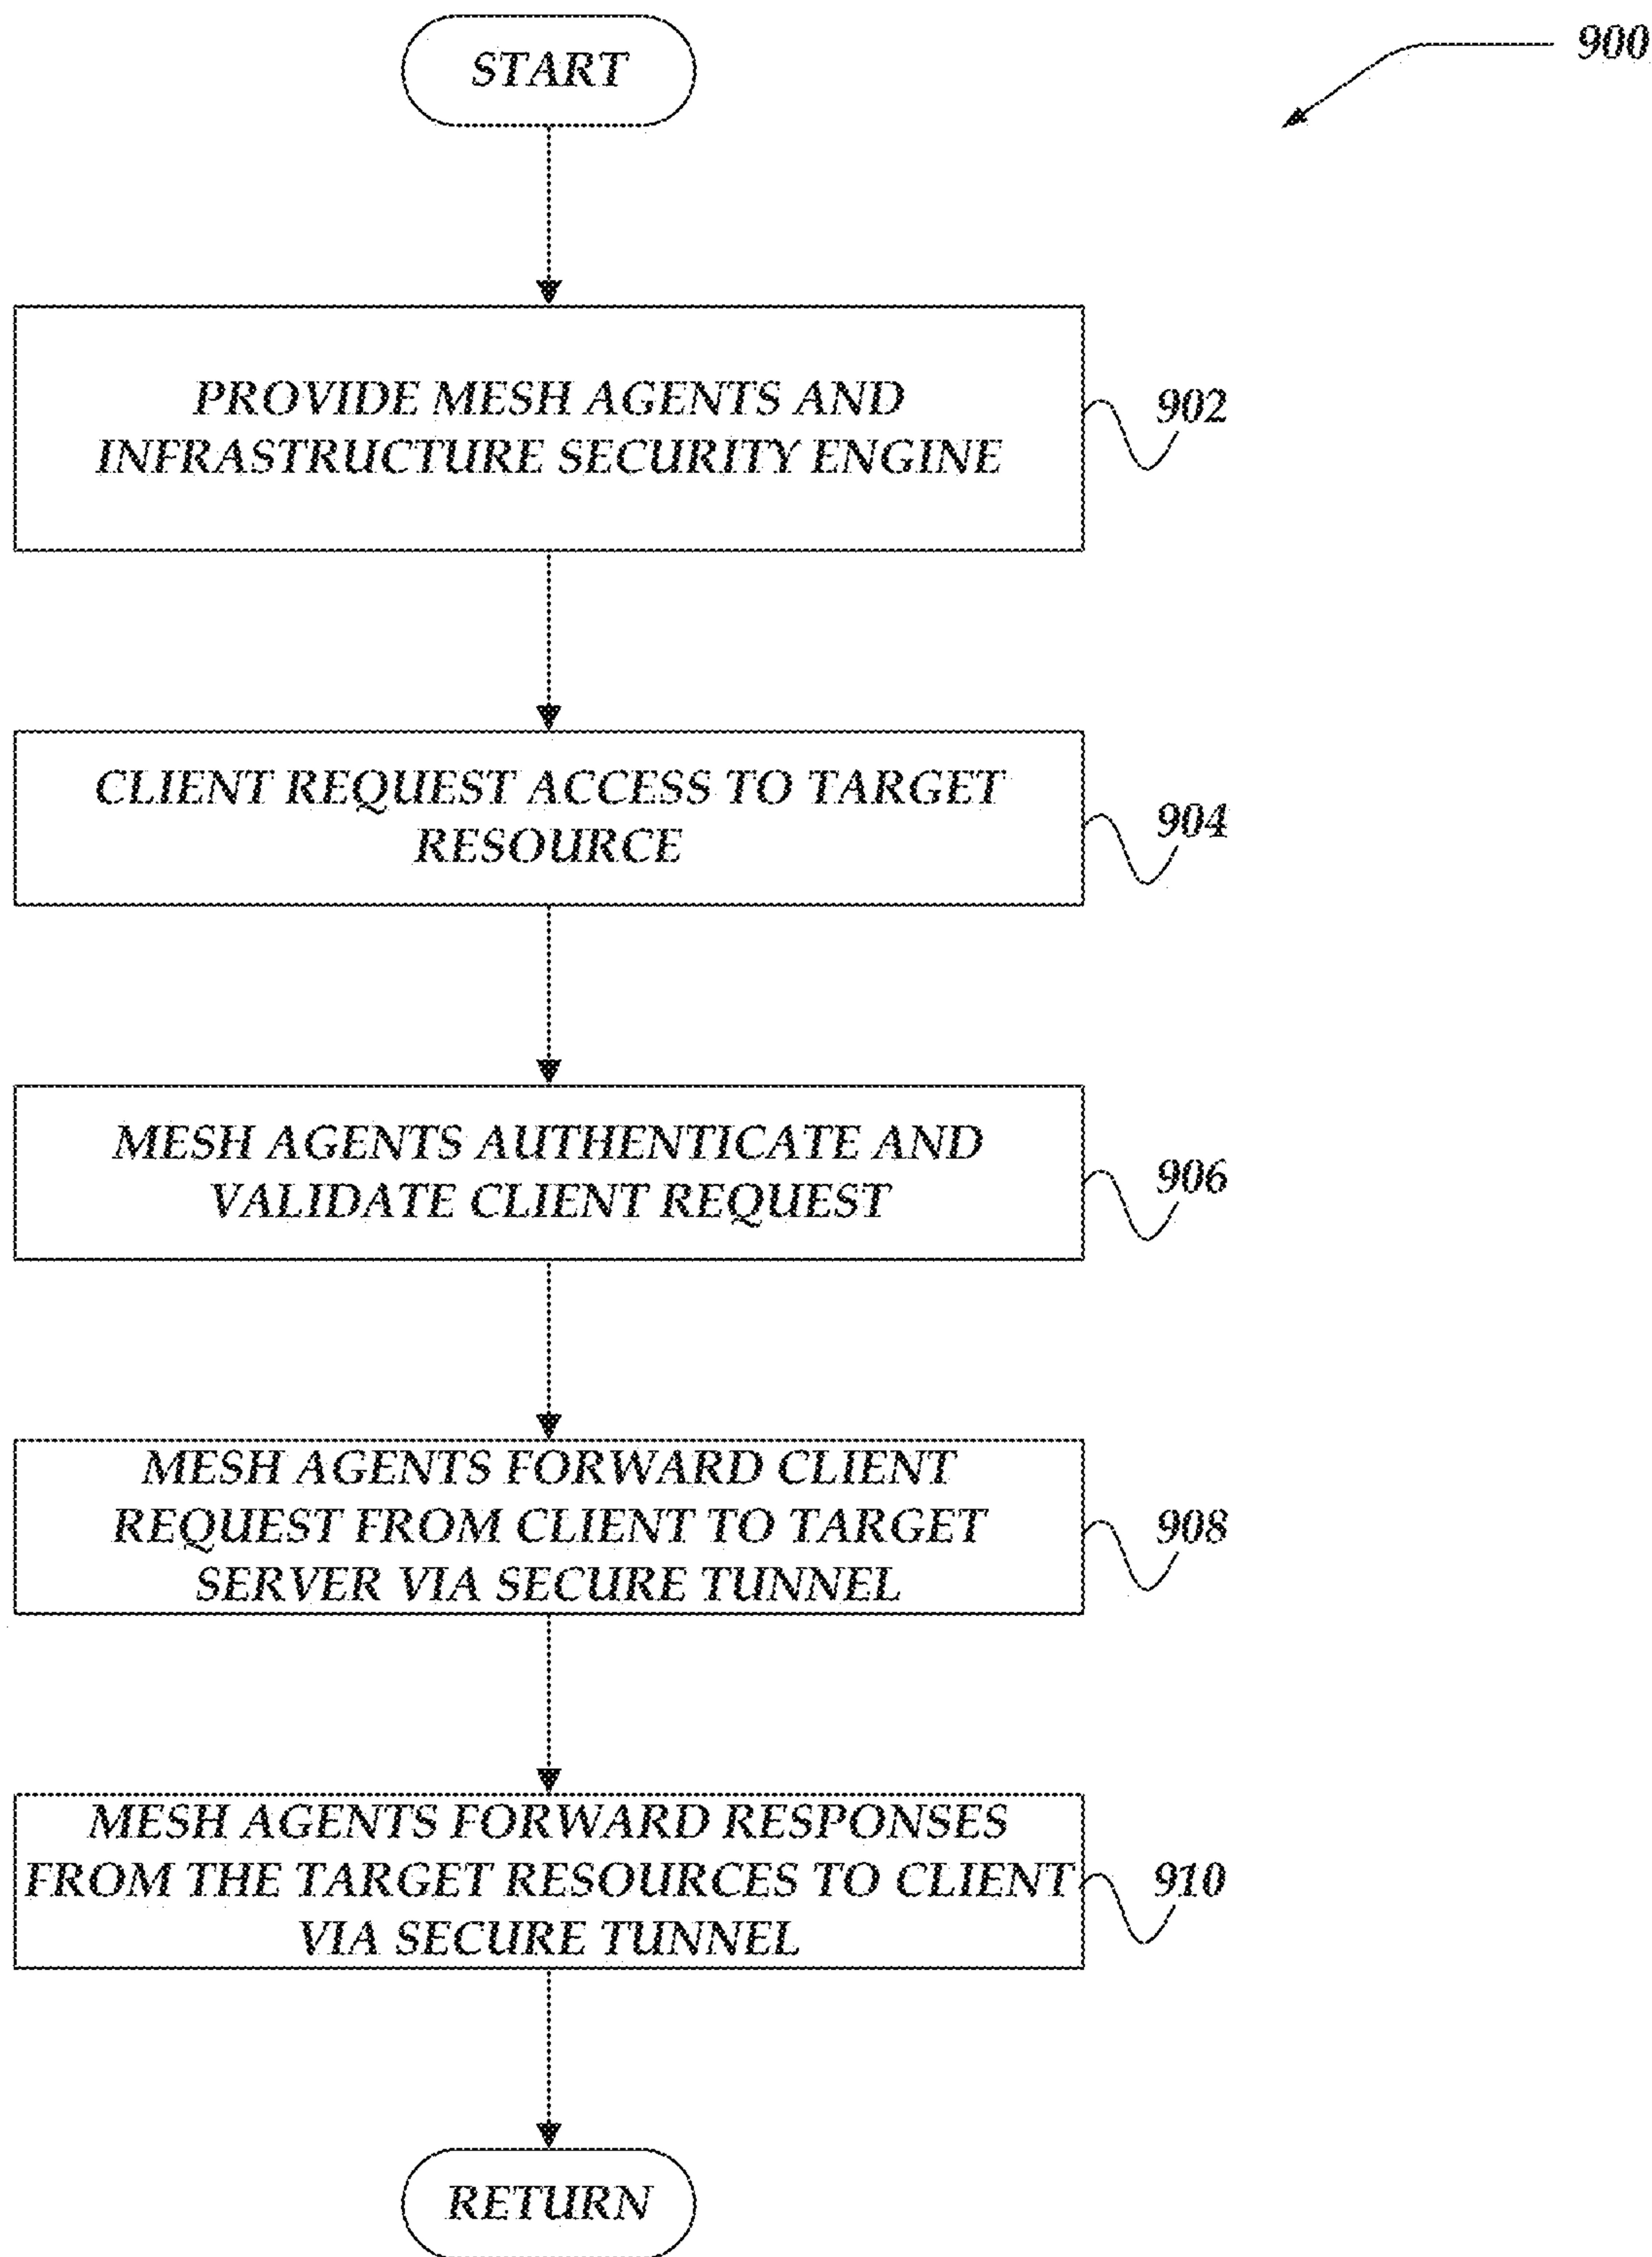 START
900
PROVIDE MESH AGENTS AND
INFRASTRUCTURE SECURITY ENGINE
902
CLIENT REQUEST ACCESS TO TARGET
RESOURCE
904
MESH AGENTS AUTHENTICATE AND
VALIDATE CLIENT REQUEST
906
MESH AGENTS FORWARD CLIENT
REQUEST FROM CLIENT TO TARGET
SERVER VIA SECURE TUNNEL
908
MESH AGENTS FORWARD RESPONSES
FROM THE TARGET RESOURCES TO CLIENT
VIA SECURE TUNNEL
910
RETURN